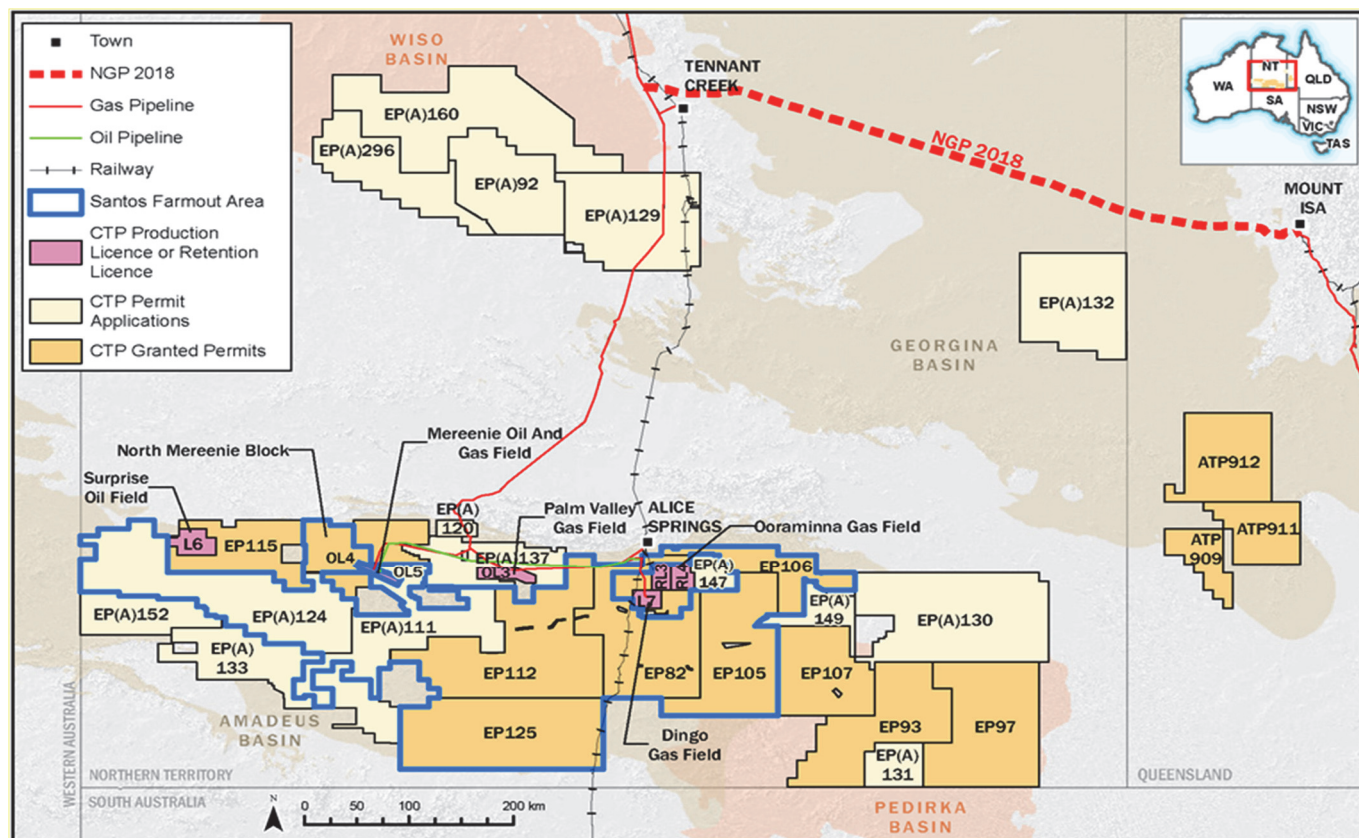 Town
NGP 2018
Gas Pipeline
Oil Pipeline
Railway
Santos Farmout Area
CTP Production
Licence or Retention
Licence
CTP Permit
Applications
CTP Granted Permits
WISO
BASIN
TENNANT
CREEK
EP(A)160
EP(A)296
EP(A)92
EP(A)129
NGP 2018
MOUNT
ISA
WA
NT
QLD
SA
NSW
VIC
TAS
EP(A)132
GEORGINA
BASIN
ATP912
ATP911
ATP
909
North Mereenie Block
Mereenie Oil And
Gas Field
Surprise
Oil Field
EP(A)
120
Palm Valley
Gas Field
ALICE
SPRINGS
Ooraminna Gas Field
L6
EP115
OL4
OL5
EP(A)137
OL3
RL3
RL4
EP(A)
147
EP106
L7
EP(A)152
EP(A)124
EP(A)111
EP(A)
133
EP(A)
149
EP(A)130
EP112
EP82
EP105
EP107
EP125
EP93
EP97
EP(A)
131
Dingo
Gas Field
AMADEUS
BASIN
WESTERN AUSTRALIA
NORTHERN TERRITORY
SOUTH AUSTRALIA
QUEENSLAND
PEDIRKA
BASIN
N
0 50 100 200 km